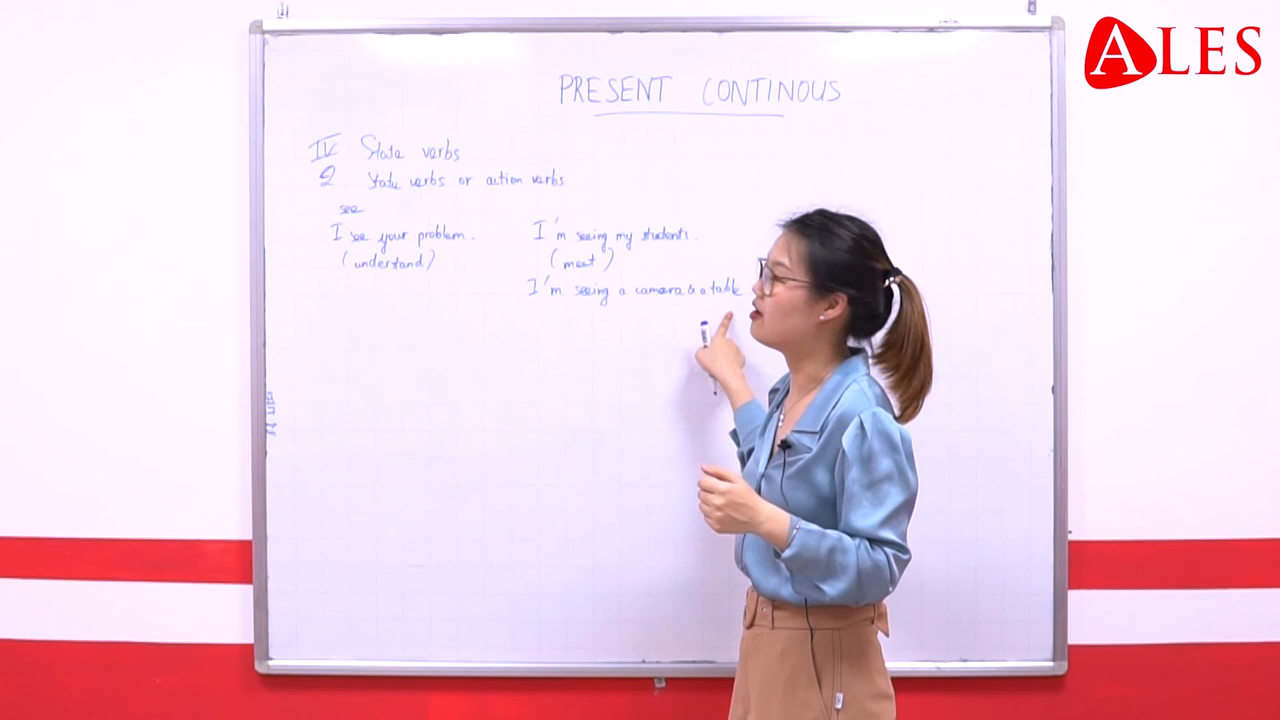 ALES
PRESENT CONTINOUS
IV State verbs
2. State verbs or action verbs
see
I see your problem.
(understand)
I'm seeing my students.
(meet)
I'm seeing a camera & a table